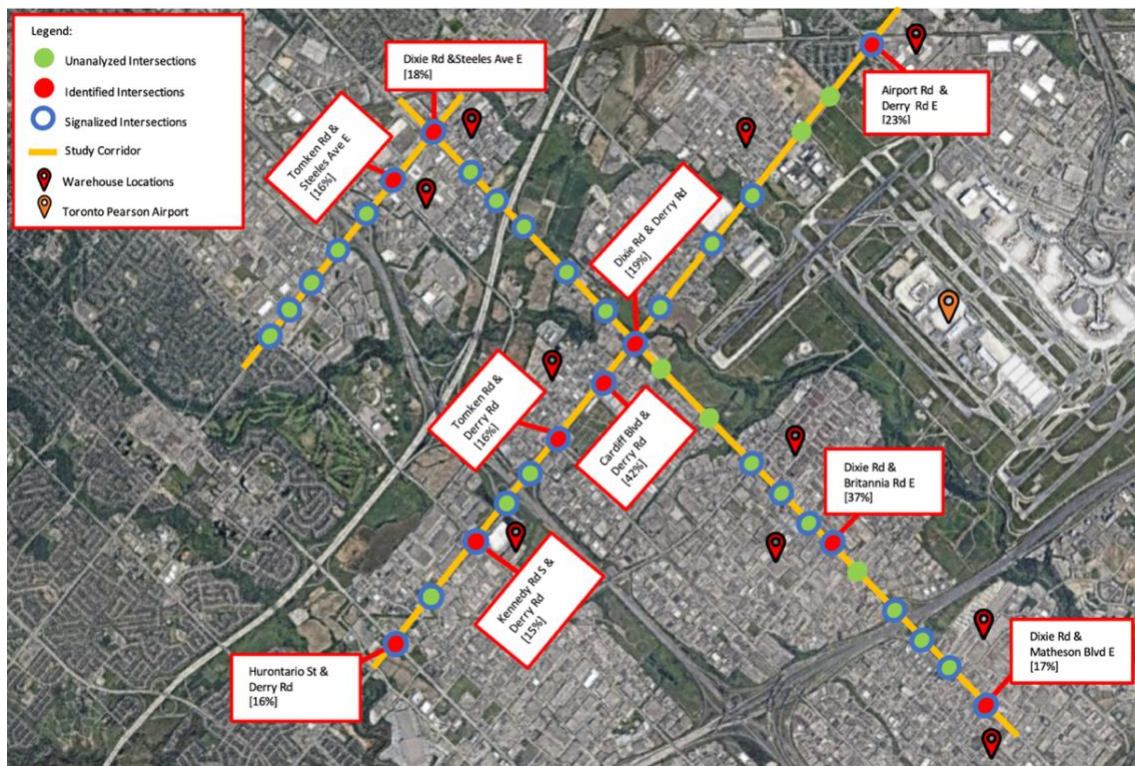 Legend:
Unanalyzed Intersections
Identified Intersections
Signalized Intersections
Study Corridor
Warehouse Locations
Toronto Pearson Airport
Dixie Rd &Steeles Ave E
[18%]
Tomken Rd &
Steeles Ave E
[16%]
Airport Rd &
Derry Rd E
[23%]
Dixie Rd & Derry Rd
[19%]
Tomken Rd &
Derry Rd
[16%]
Cardiff Blvd &
Derry Rd
[42%]
Dixie Rd &
Britannia Rd E
[37%]
Kennedy Rd S &
Derry Rd
[15%]
Hurontario St &
Derry Rd
[16%]
Dixie Rd &
Matheson Blvd E
[17%]